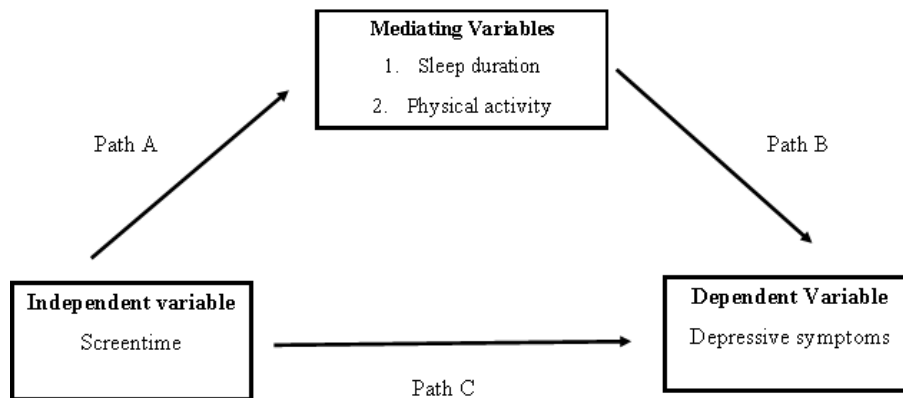 Mediating Variables
1. Sleep duration
2. Physical activity
Path A
Path B
Independent variable
Screentime
Dependent Variable
Depressive symptoms
Path C